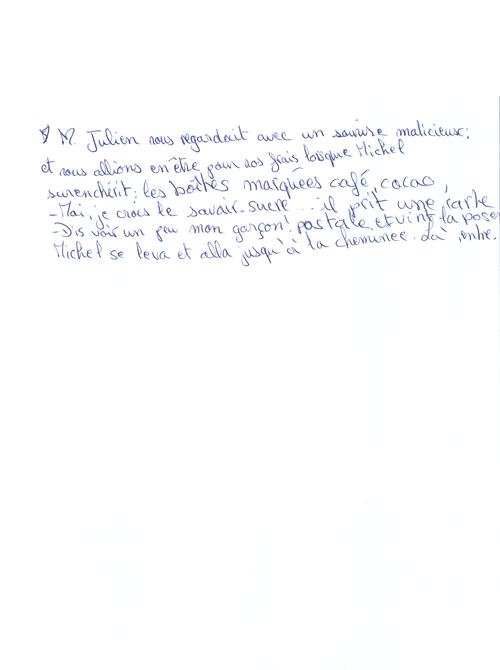 M. Julien nous regardait avec un sourire malicieux;
et nous allions en être pour nos frais lorsque Michel
surenchérit: les boîtes marquées café, cacao,
-Moi, je crois le savoir. sucre... il prit une carte
-Dis voir un peu mon garçon! postale et vint la poser
Michel se leva et alla jusqu'à la cheminée. Là, entre.